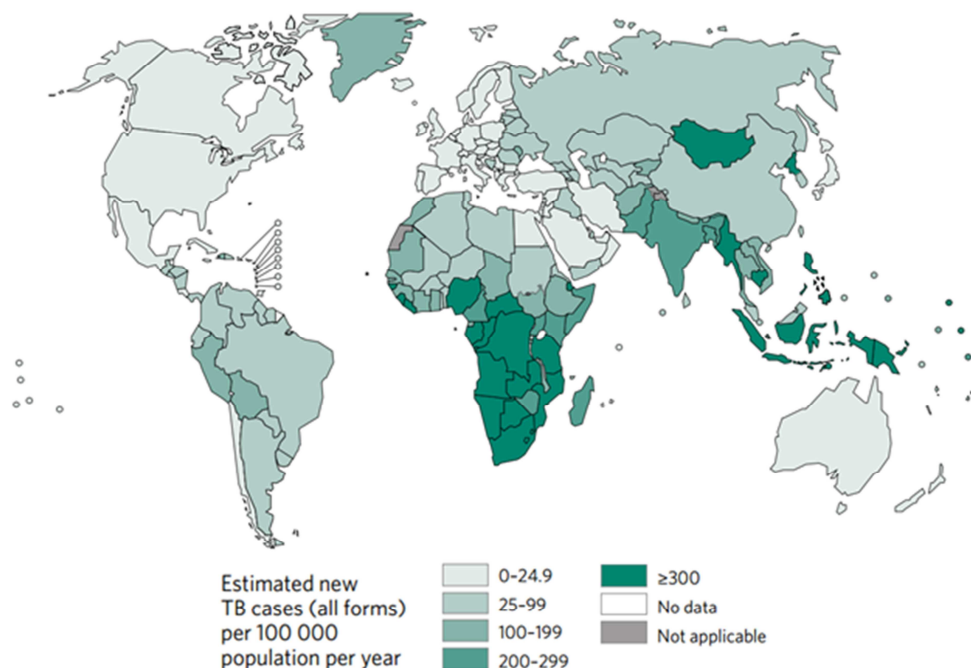 Estimated new
TB cases (all forms)
per 100 000
population per year
0–24.9
25–99
100–199
200–299
≥300
No data
Not applicable